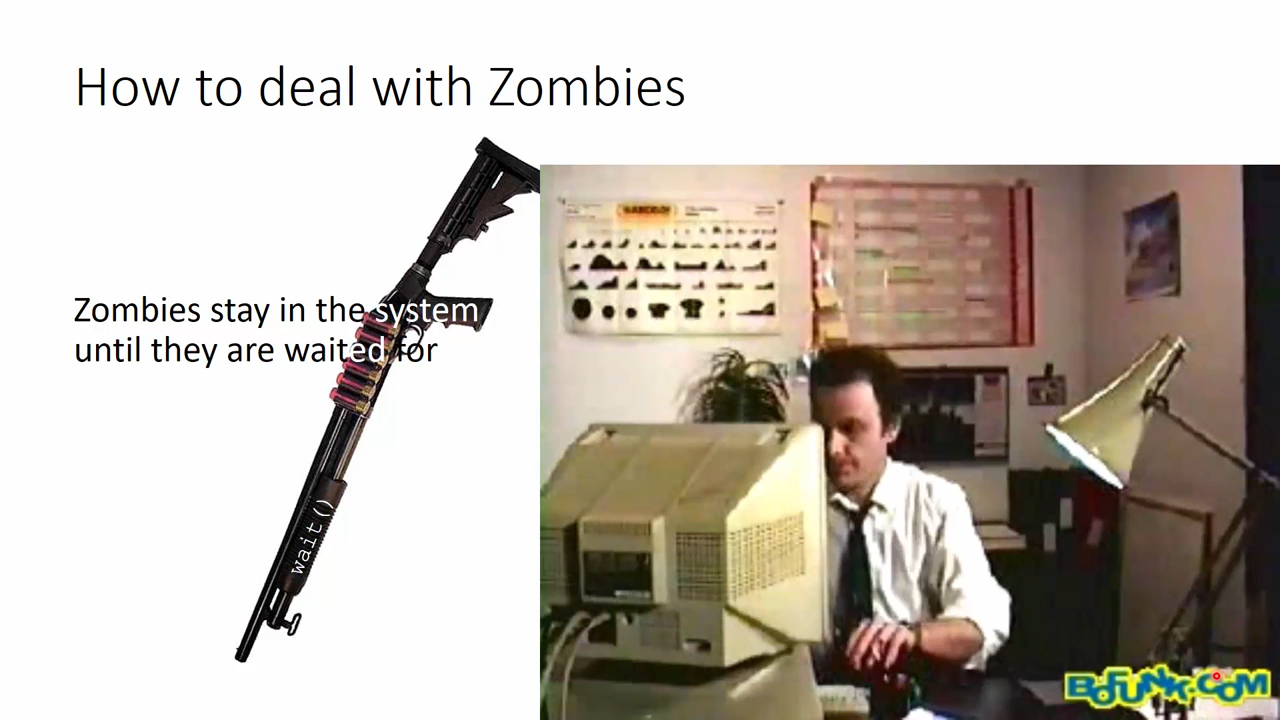 How to deal with Zombies
Zombies stay in the system
until they are waited for
wait()
BOFUNK.COM